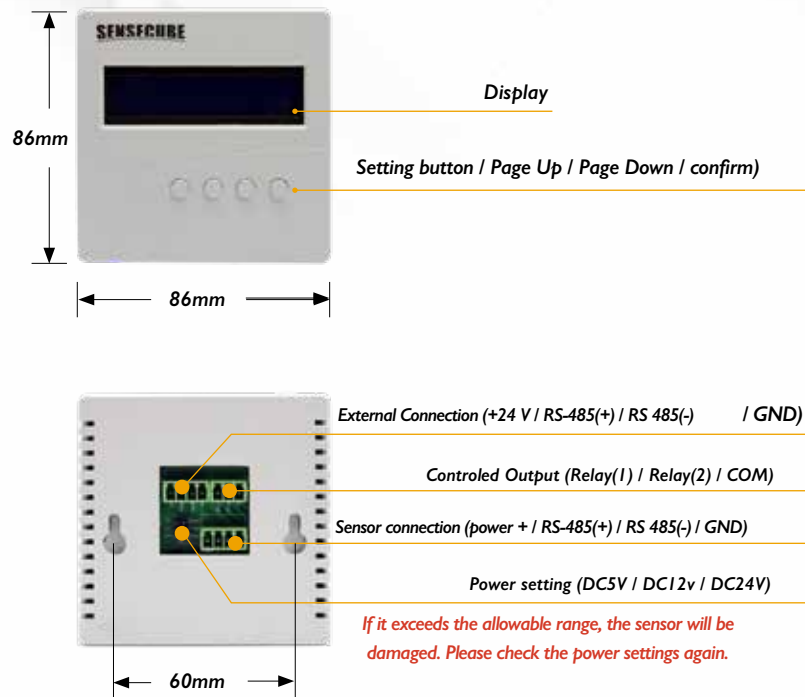 SENSECURE
Display
86mm
Setting button / Page Up / Page Down / confirm)
86mm
External Connection (+24 V / RS-485(+) / RS 485(-) / GND)
Controled Output (Relay(1) / Relay(2) / COM)
Sensor connection (power + / RS-485(+) / RS 485(-) / GND)
Power setting (DC5V / DC12v / DC24V)
If it exceeds the allowable range, the sensor will be
damaged. Please check the power settings again.
60mm